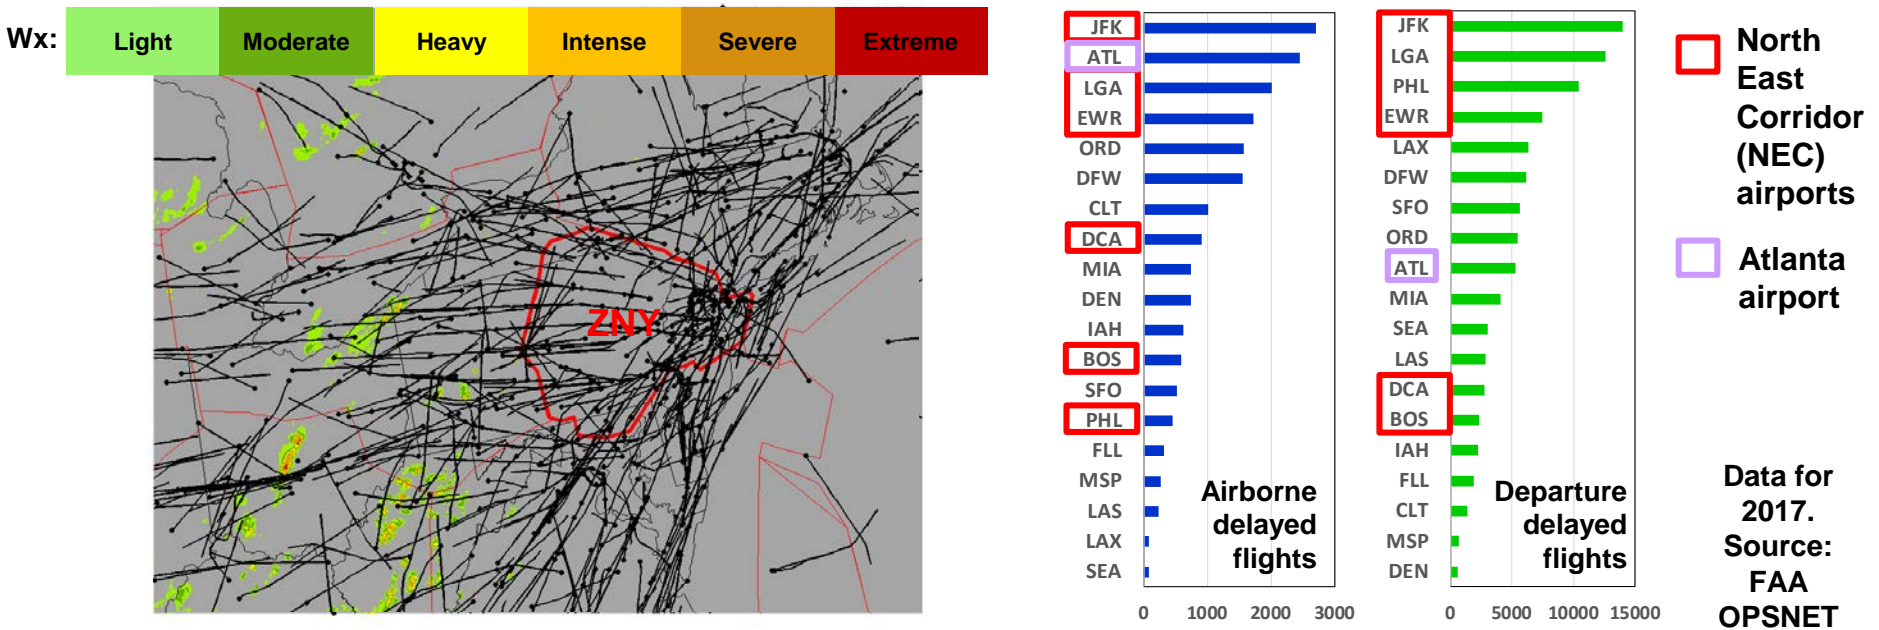 Wx:
Light
Moderate
Heavy
Intense
Severe
Extreme
ZNY
JFK
ATL
LGA
EWR
ORD
DFW
CLT
DCA
MIA
DEN
IAH
BOS
SFO
PHL
FLL
MSP
LAS
LAX
SEA
Airborne
delayed
flights
0 1000 2000 3000
JFK
LGA
PHL
EWR
LAX
DFW
SFO
ORD
ATL
MIA
SEA
LAS
DCA
BOS
IAH
FLL
CLT
MSP
DEN
Departure
delayed
flights
0 5000 10000 15000
North
East
Corridor
(NEC)
airports
Atlanta
airport
Data for
2017.
Source:
FAA
OPSNET